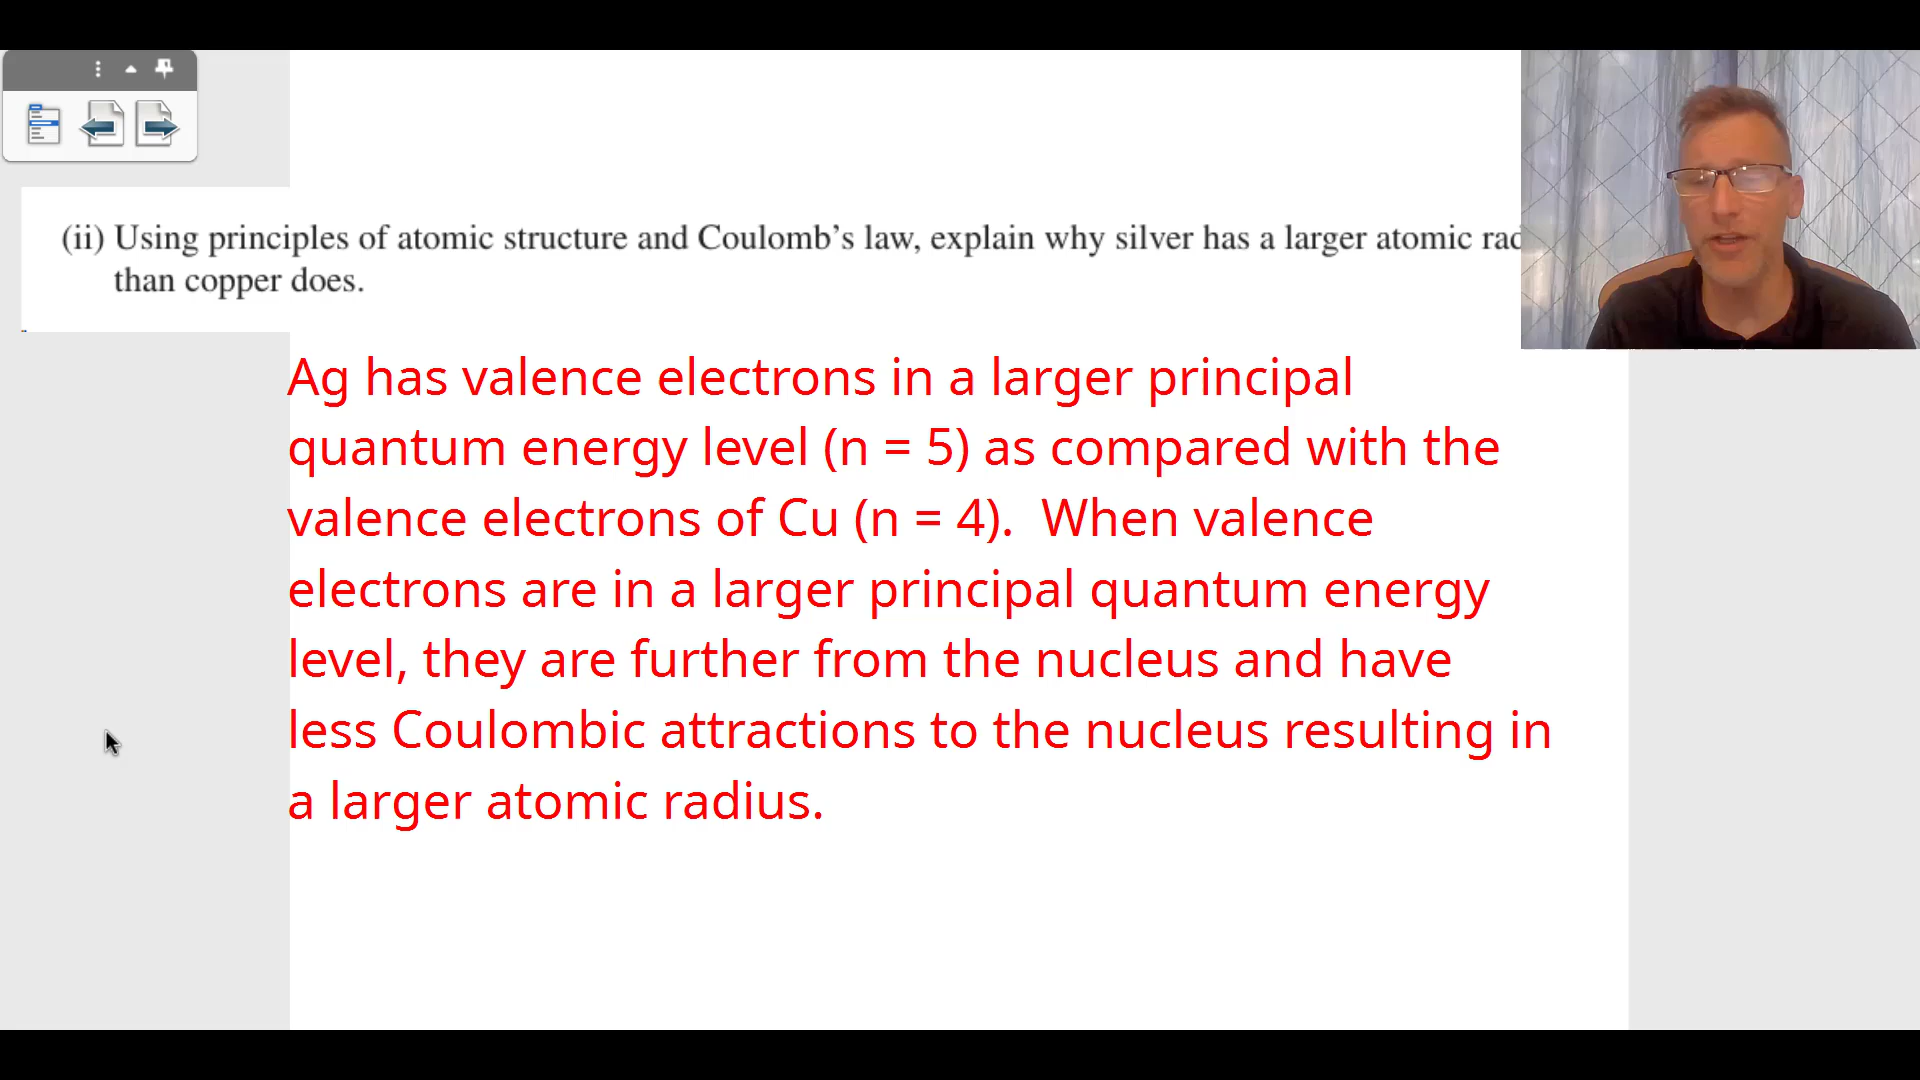 (ii) Using principles of atomic structure and Coulomb's law, explain why silver has a larger atomic
than copper does.
Ag has valence electrons in a larger principal
quantum energy level (n = 5) as compared with the
valence electrons of Cu (n = 4). When valence
electrons are in a larger principal quantum energy
level, they are further from the nucleus and have
less Coulombic attractions to the nucleus resulting in
a larger atomic radius.